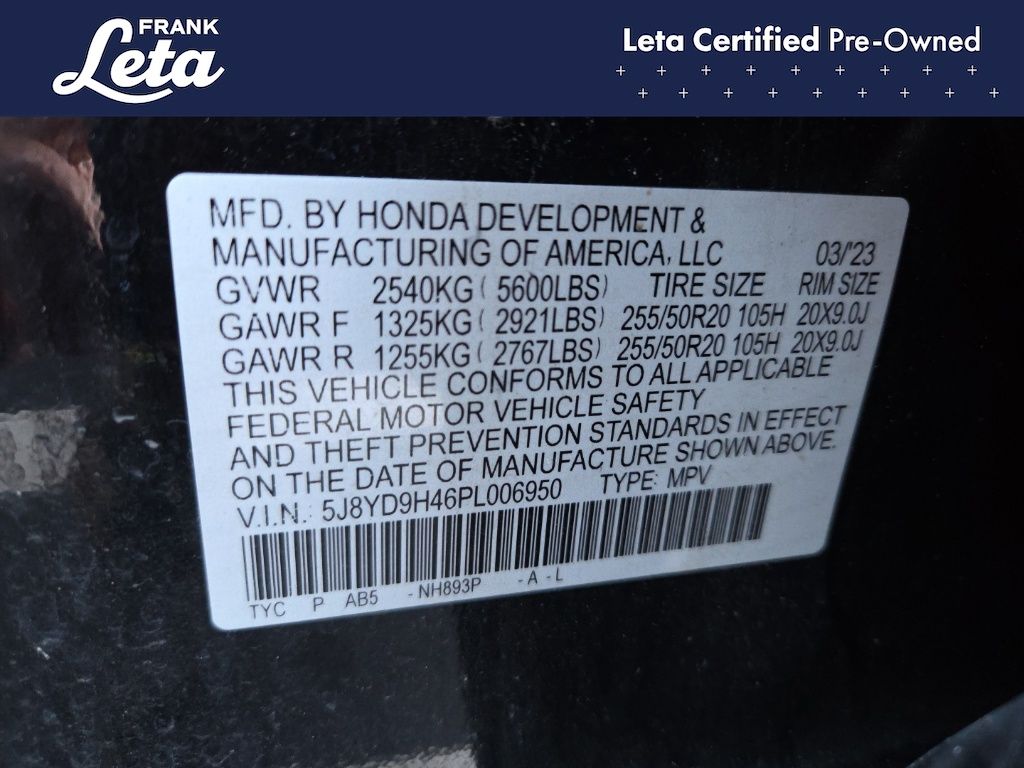 FRANK
Leta
Leta Certified Pre-Owned
MFD. BY HONDA DEVELOPMENT &
MANUFACTURING OF AMERICA, LLC 03/'23
GVWR 2540KG ( 5600LBS) TIRE SIZE RIM SIZE
GAWR F 1325KG ( 2921LBS) 255/50R20 105H 20X9.0J
GAWR R 1255KG ( 2767LBS) 255/50R20 105H 20X9.0J
THIS VEHICLE CONFORMS TO ALL APPLICABLE
FEDERAL MOTOR VEHICLE SAFETY
AND THEFT PREVENTION STANDARDS IN EFFECT
ON THE DATE OF MANUFACTURE SHOWN ABOVE.
V.I.N.: 5J8YD9H46PL006950 TYPE: MPV
TYC P AB5 - NH893P - A - L